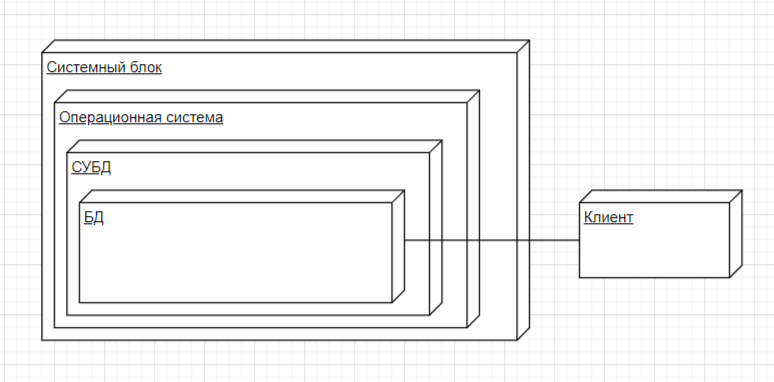 Системный блок
Операционная система
СУБД
БД
Клиент